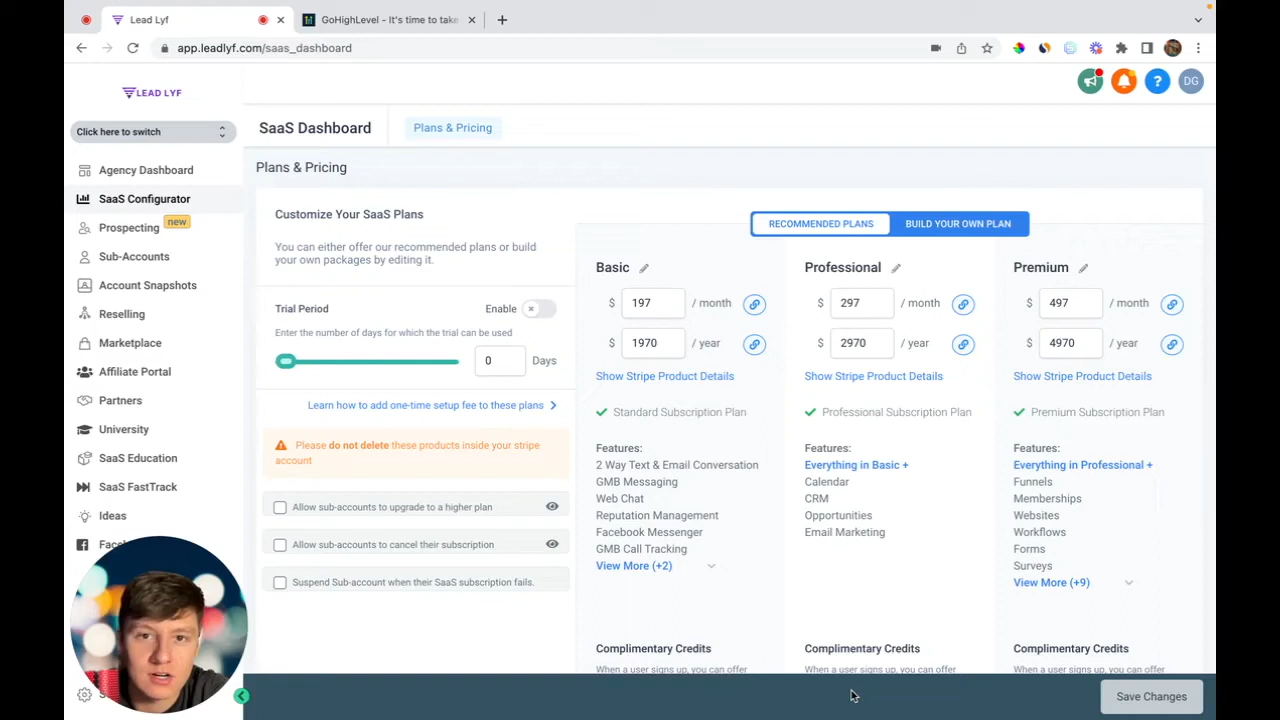 Lead Lyf
GoHighLevel - It's time to take
app.leadlyf.com/saas_dashboard
LEAD LYF
DG
Click here to switch
SaaS Dashboard
Plans & Pricing
Agency Dashboard
SaaS Configurator
Prospecting
new
Sub-Accounts
Account Snapshots
Reselling
Marketplace
Affiliate Portal
Partners
University
SaaS Education
SaaS FastTrack
Ideas
Plans & Pricing
Customize Your SaaS Plans
You can either offer our recommended plans or build
your own packages by editing it.
Trial Period
Enable
Enter the number of days for which the trial can be used
0
Days
Learn how to add one-time setup fee to these plans
Please do not delete these products inside your stripe
account
Allow sub-accounts to upgrade to a higher plan
Allow sub-accounts to cancel their subscription
Suspend Sub-account when their SaaS subscription fails.
RECOMMENDED PLANS
BUILD YOUR OWN PLAN
Basic
$ 197 / month
$ 1970 / year
Show Stripe Product Details
Standard Subscription Plan
Features:
2 Way Text & Email Conversation
GMB Messaging
Web Chat
Reputation Management
Facebook Messenger
GMB Call Tracking
View More (+2)
Complimentary Credits
When a user signs up, you can offer
Professional
$ 297 / month
$ 2970 / year
Show Stripe Product Details
Professional Subscription Plan
Features:
Everything in Basic +
Calendar
CRM
Opportunities
Email Marketing
Complimentary Credits
When a user signs up, you can offer
Premium
$ 497 / month
$ 4970 / year
Show Stripe Product Details
Premium Subscription Plan
Features:
Everything in Professional +
Funnels
Memberships
Websites
Workflows
Forms
Surveys
View More (+9)
Complimentary Credits
When a user signs up, you can offer
Save Changes